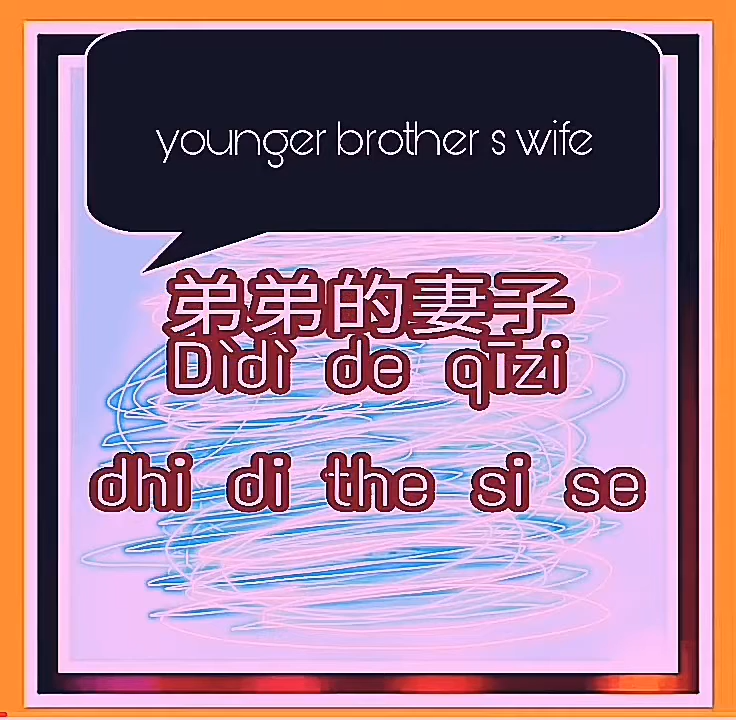 younger brother s wife
弟弟的妻子
Dìdì de qīzi
dhi di the si se